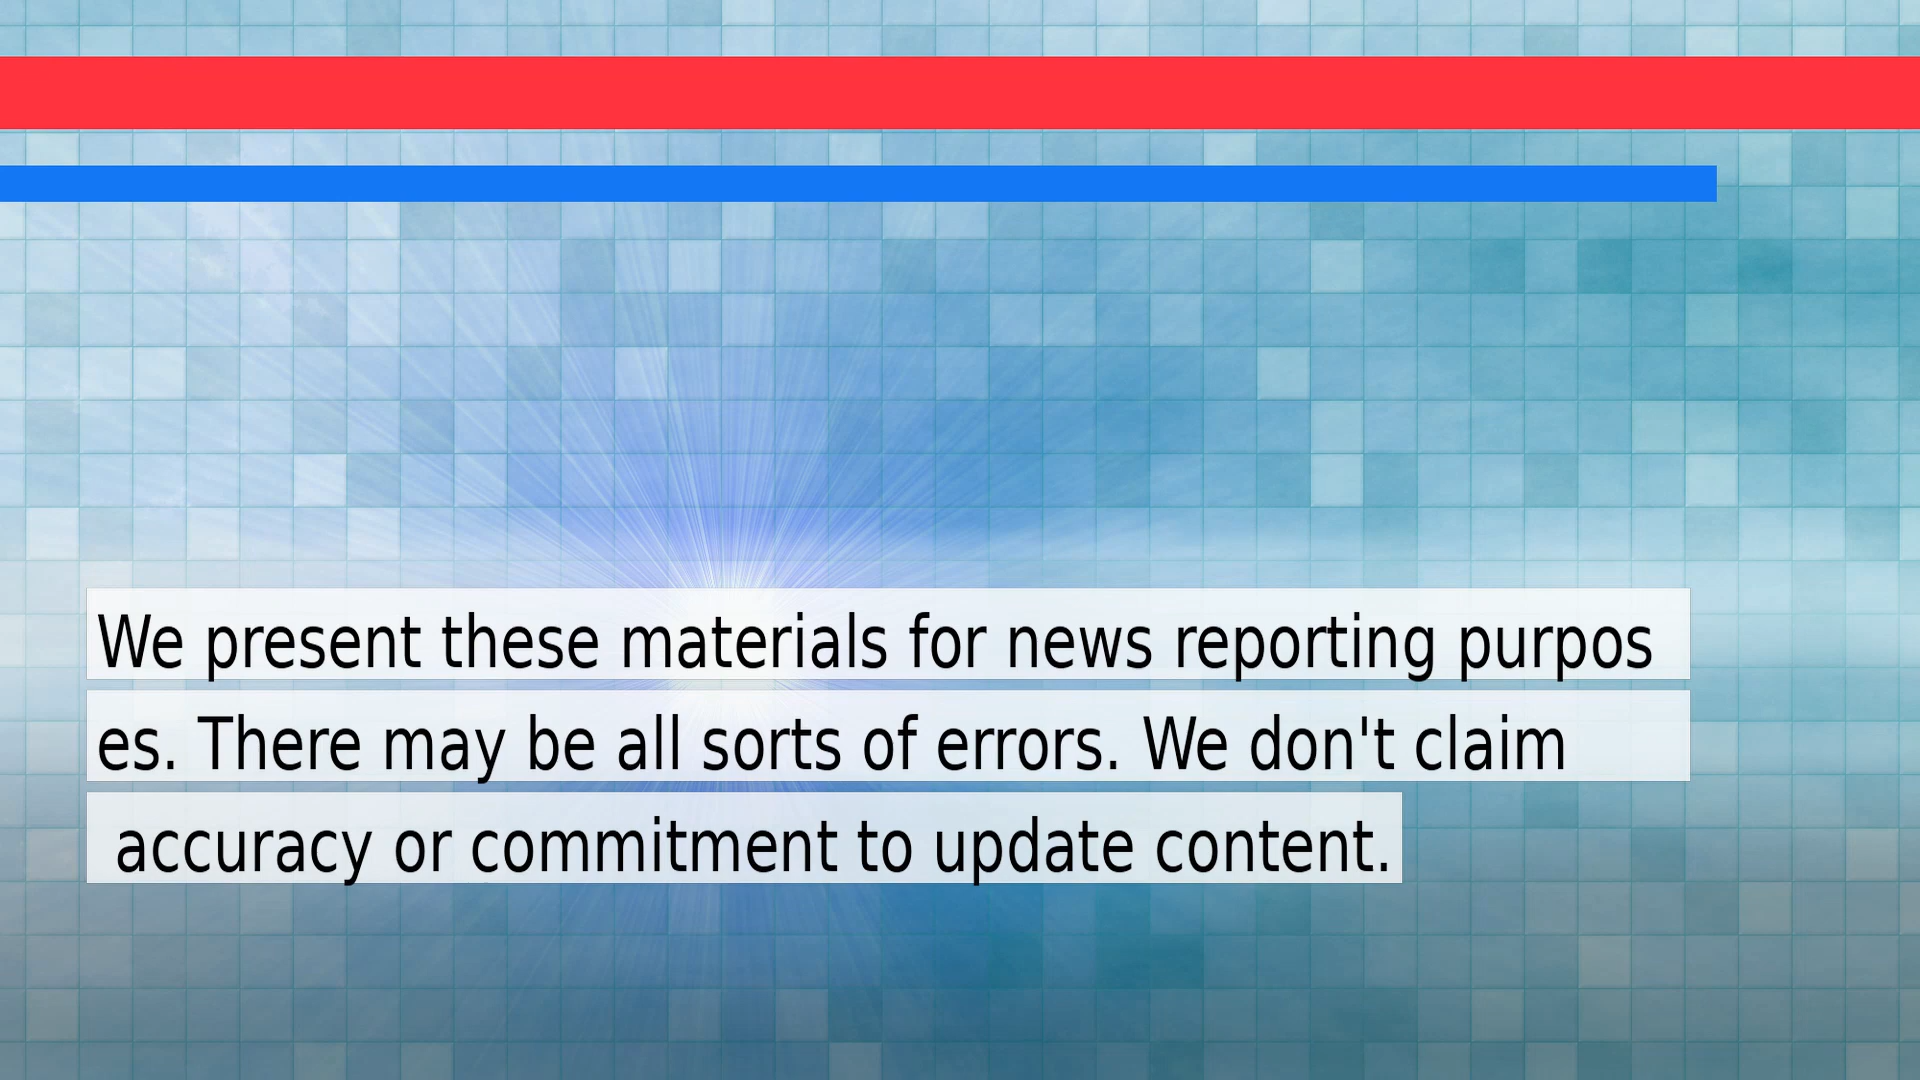 We present these materials for news reporting purpos
es. There may be all sorts of errors. We don't claim
accuracy or commitment to update content.